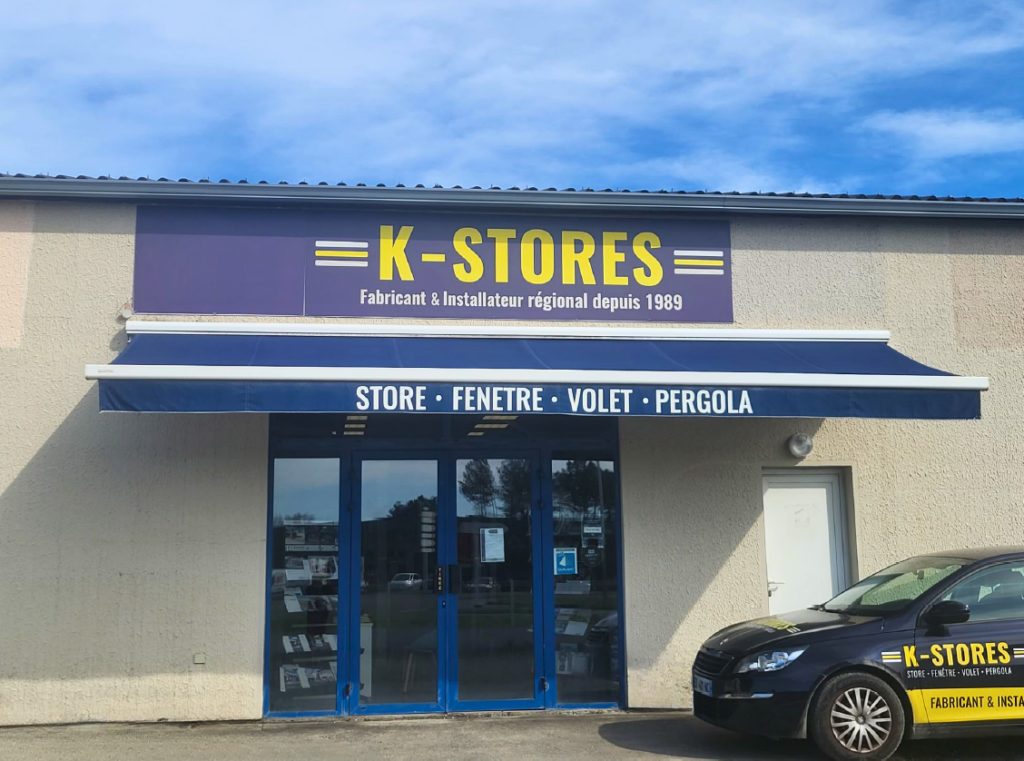 K-STORES
Fabricant & Installateur régional depuis 1989
STORE · FENETRE · VOLET · PERGOLA
K-STORES
STORE · FENÊTRE · VOLET · PERGOLA
FABRICANT & INSTA